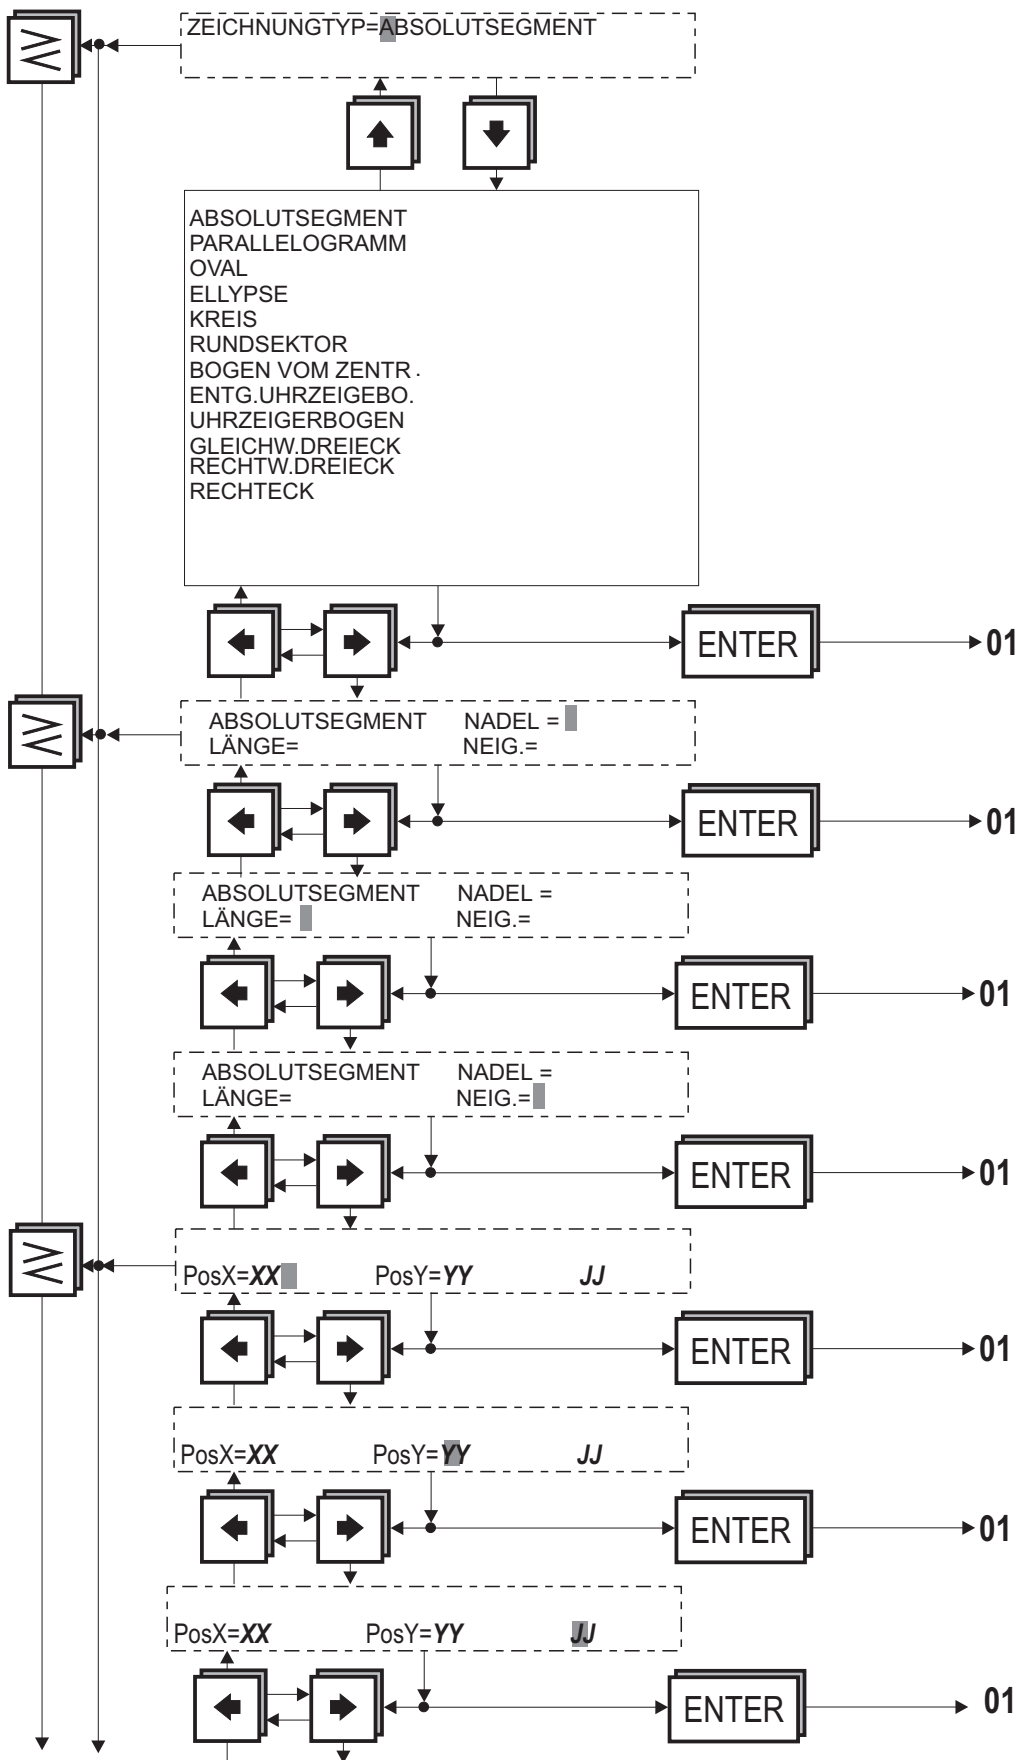 ZEICHNUNGTYP=ABSOLUTSEGMENT
ABSOLUTSEGMENT
PARALLELOGRAMM
OVAL
ELLYPSE
KREIS
RUNDSEKTOR
BOGEN VOM ZENTR.
ENTG.UHRZEIGEBO.
UHRZEIGERBOGEN
GLEICHW.DREIECK
RECHTW.DREIECK
RECHTECK
ENTER 01
ABSOLUTSEGMENT NADEL =
LÄNGE= NEIG.=
ENTER 01
ABSOLUTSEGMENT NADEL =
LÄNGE= NEIG.=
ENTER 01
ABSOLUTSEGMENT NADEL =
LÄNGE= NEIG.=
ENTER 01
PosX=XX PosY=YY JJ
ENTER 01
PosX=XX PosY=YY JJ
ENTER 01
PosX=XX PosY=YY JJ
ENTER 01